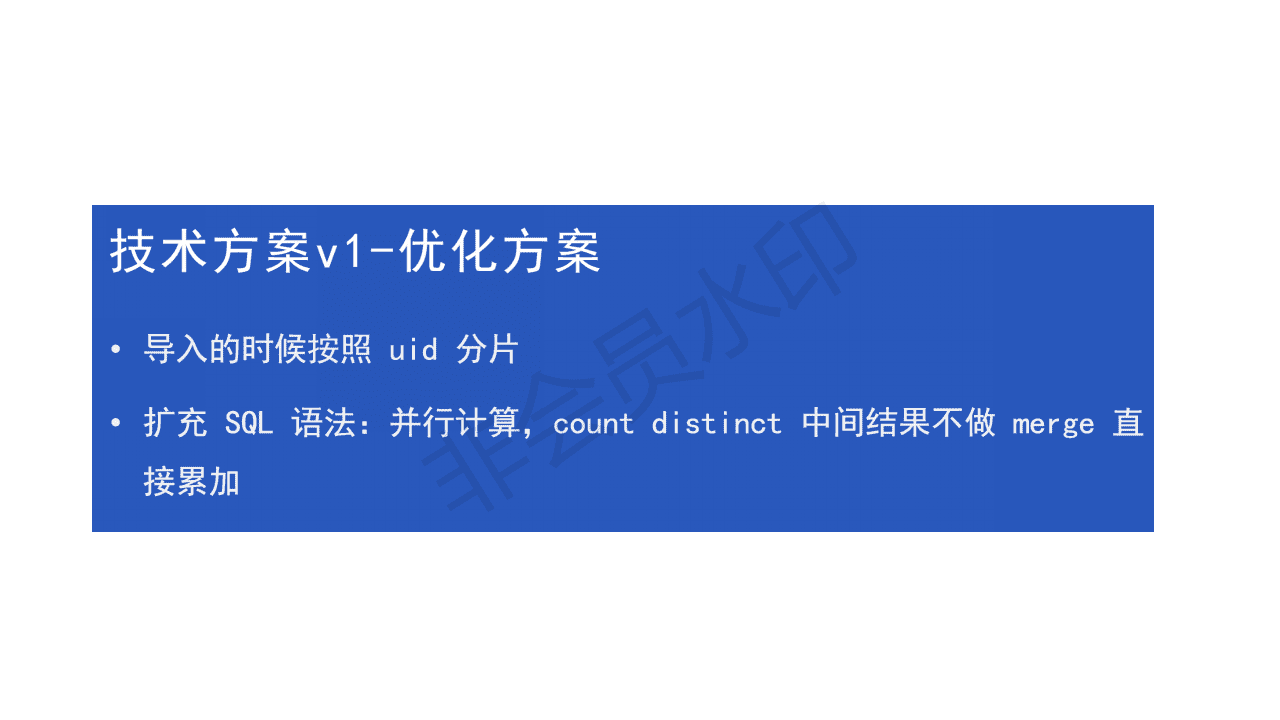 技术方案v1-优化方案
• 导入的时候按照 uid 分片
• 扩充 SQL 语法：并行计算，count distinct 中间结果不做 merge 直
接累加
非会员水印